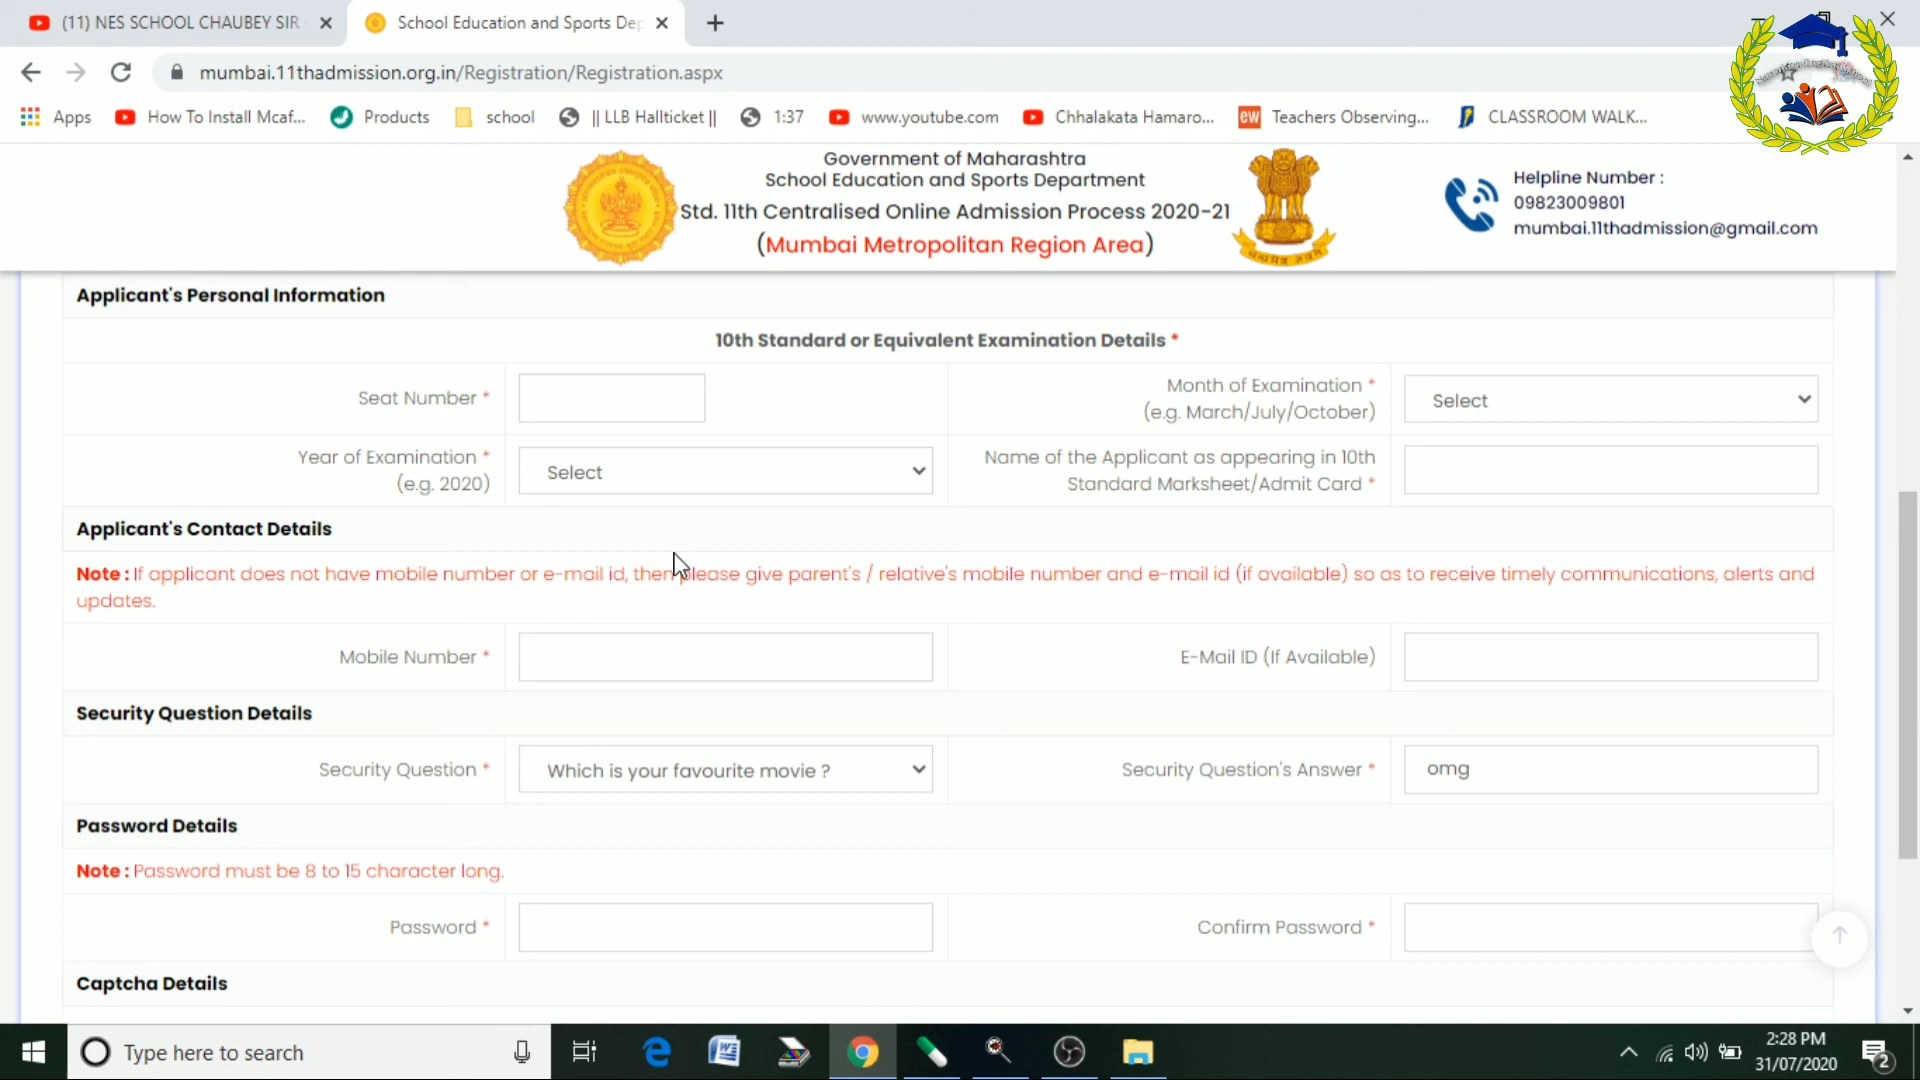 (11) NES SCHOOL CHAUBEY SIR
School Education and Sports De
mumbai.11thadmission.org.in/Registration/Registration.aspx
Apps
How To Install Mcaf...
Products
school
|| LLB Hallticket ||
1:37
www.youtube.com
Chhalakata Hamaro...
ew
Teachers Observing...
CLASSROOM WALK...
Government of Maharashtra
School Education and Sports Department
Std. 11th Centralised Online Admission Process 2020-21
(Mumbai Metropolitan Region Area)
Helpline Number :
09823009801
mumbai.11thadmission@gmail.com
Applicant's Personal Information
10th Standard or Equivalent Examination Details *
Seat Number *
Month of Examination *
(e.g. March/July/October)
Select
Year of Examination *
(e.g. 2020)
Select
Name of the Applicant as appearing in 10th
Standard Marksheet/Admit Card *
Applicant's Contact Details
Note : If applicant does not have mobile number or e-mail id, then please give parent's / relative's mobile number and e-mail id (if available) so as to receive timely communications, alerts and
updates.
Mobile Number *
E-Mail ID (If Available)
Security Question Details
Security Question *
Which is your favourite movie ?
Security Question's Answer *
omg
Password Details
Note : Password must be 8 to 15 character long.
Password *
Confirm Password *
Captcha Details
Type here to search
2:28 PM
31/07/2020
2